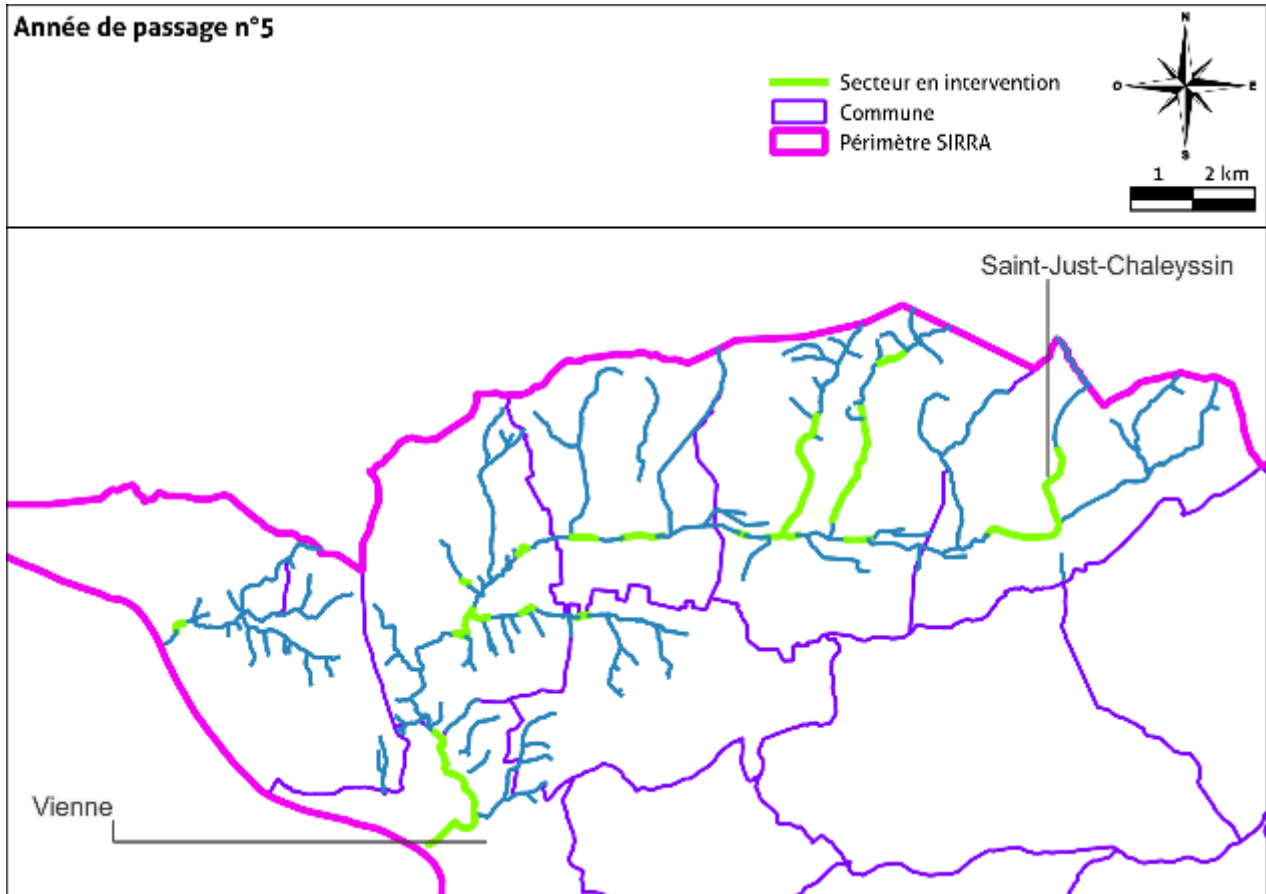 Année de passage n°5
N
Secteur en intervention
O
E
Commune
Périmètre SIRRA
S
1 2 km
Saint-Just-Chaleyssin
Vienne